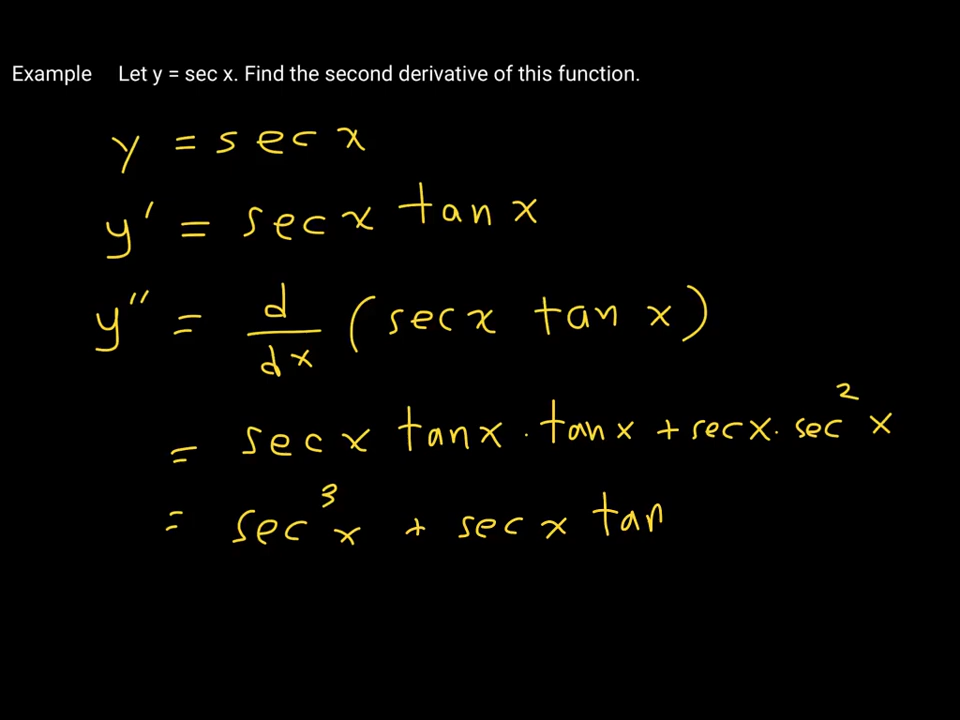 Example Let y = sec x. Find the second derivative of this function.
y = sec x
y' = sec x tan x
y'' = d/dx (sec x tan x)
= sec x tan x · tan x + sec x · sec² x
= sec³ x + sec x tan